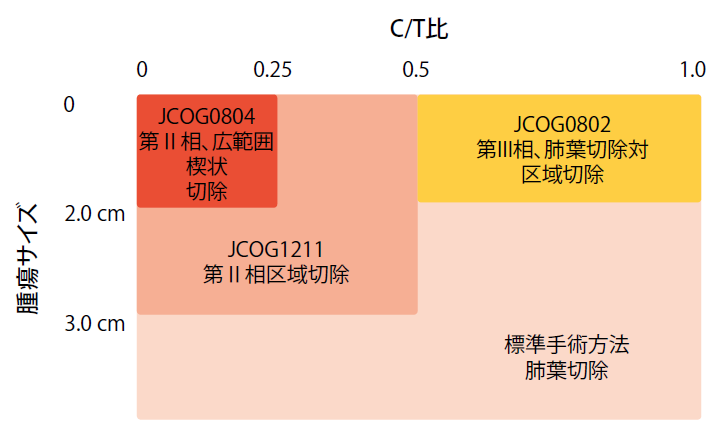 C/T比
0
0.25
0.5
1.0
腫瘍サイズ
0
2.0 cm
3.0 cm
JCOG0804
第Ⅱ相、広範囲
楔状
切除
JCOG0802
第III相、肺葉切除対
区域切除
JCOG1211
第Ⅱ相区域切除
標準手術方法
肺葉切除